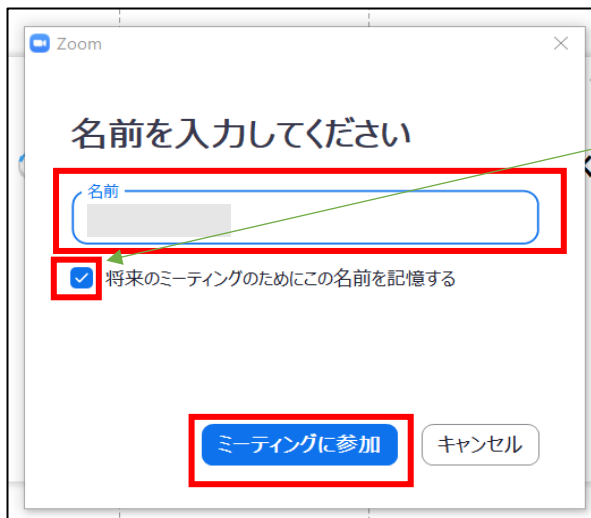 Zoom
名前を入力してください
名前
将来のミーティングのためにこの名前を記憶する
ミーティングに参加 キャンセル